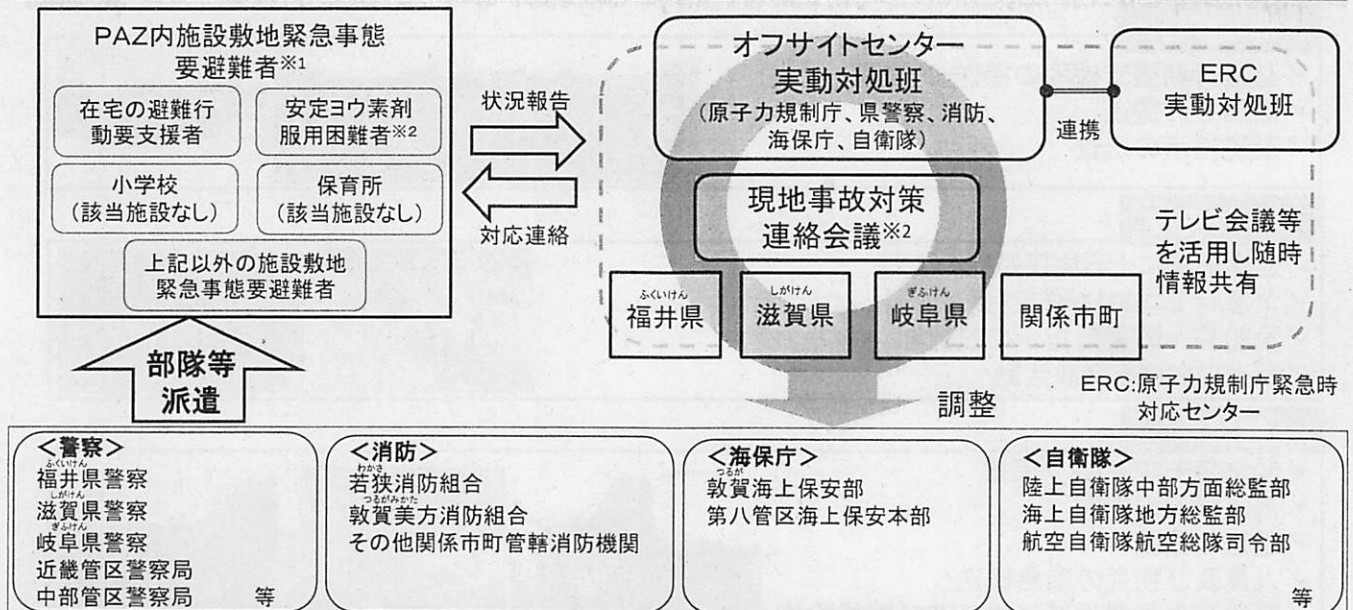 PAZ内施設敷地緊急事態
要避難者※1
在宅の避難行
動要支援者
安定ヨウ素剤
服用困難者※2
小学校
(該当施設なし)
保育所
(該当施設なし)
上記以外の施設敷地
緊急事態要避難者
状況報告
対応連絡
オフサイトセンター
実動対処班
(原子力規制庁、県警察、消防、
海保庁、自衛隊)
連携
ERC
実動対処班
現地事故対策
連絡会議※2
テレビ会議等
を活用し随時
情報共有
ふくいけん
福井県
しがけん
滋賀県
ぎふけん
岐阜県
関係市町
ERC:原子力規制庁緊急時
対応センター
部隊等
派遣
調整
＜警察＞
ふくいけん
福井県警察
しがけん
滋賀県警察
ぎふけん
岐阜県警察
近畿管区警察局
中部管区警察局 等
＜消防＞
わかさ
若狭消防組合
つるがみかた
敦賀美方消防組合
その他関係市町管轄消防機関
＜海保庁＞
つるが
敦賀海上保安部
第八管区海上保安本部
＜自衛隊＞
陸上自衛隊中部方面総監部
海上自衛隊地方総監部
航空自衛隊航空総隊司令部
等